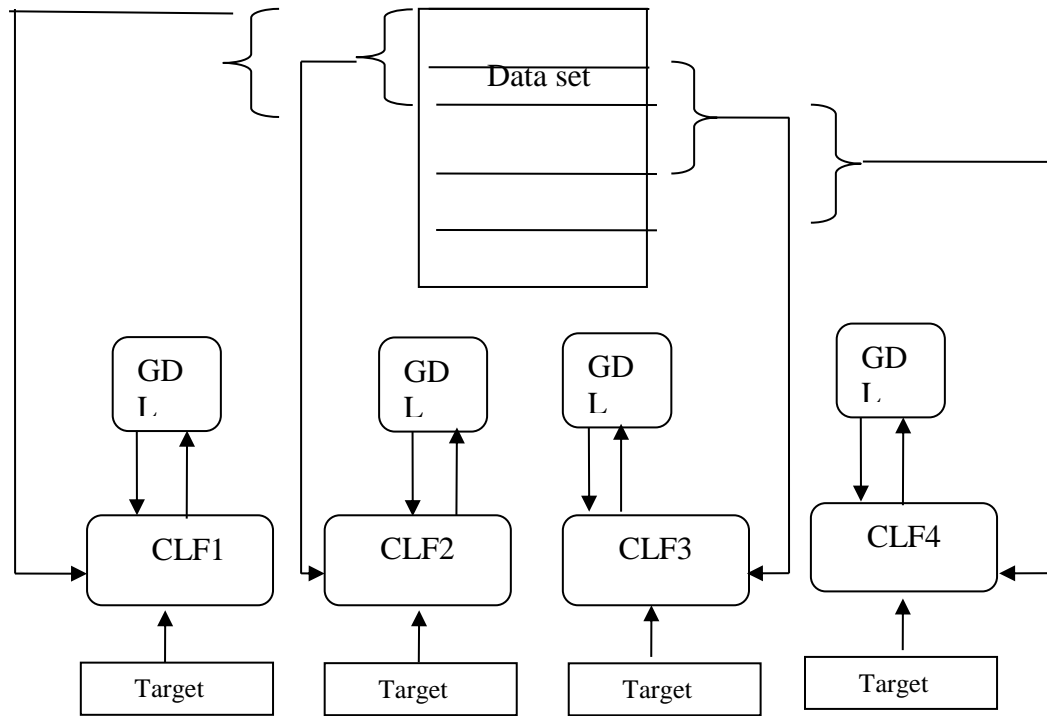 Data set
GD
L
GD
L
GD
L
GD
L
CLF1
CLF2
CLF3
CLF4
Target
Target
Target
Target